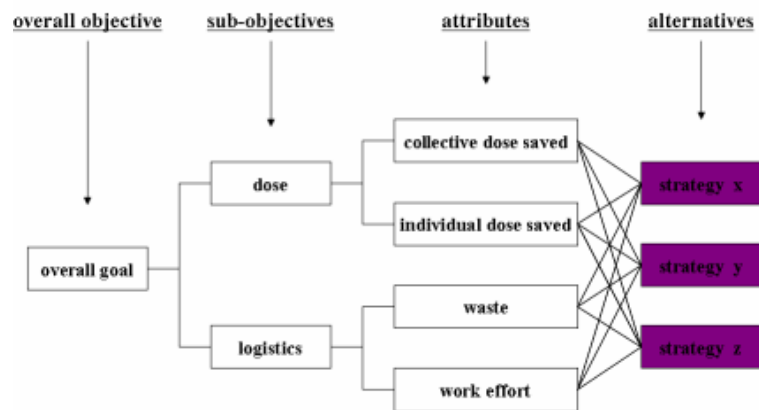 overall objective
sub-objectives
attributes
alternatives
collective dose saved
dose
strategy x
individual dose saved
overall goal
strategy y
waste
logistics
strategy z
work effort